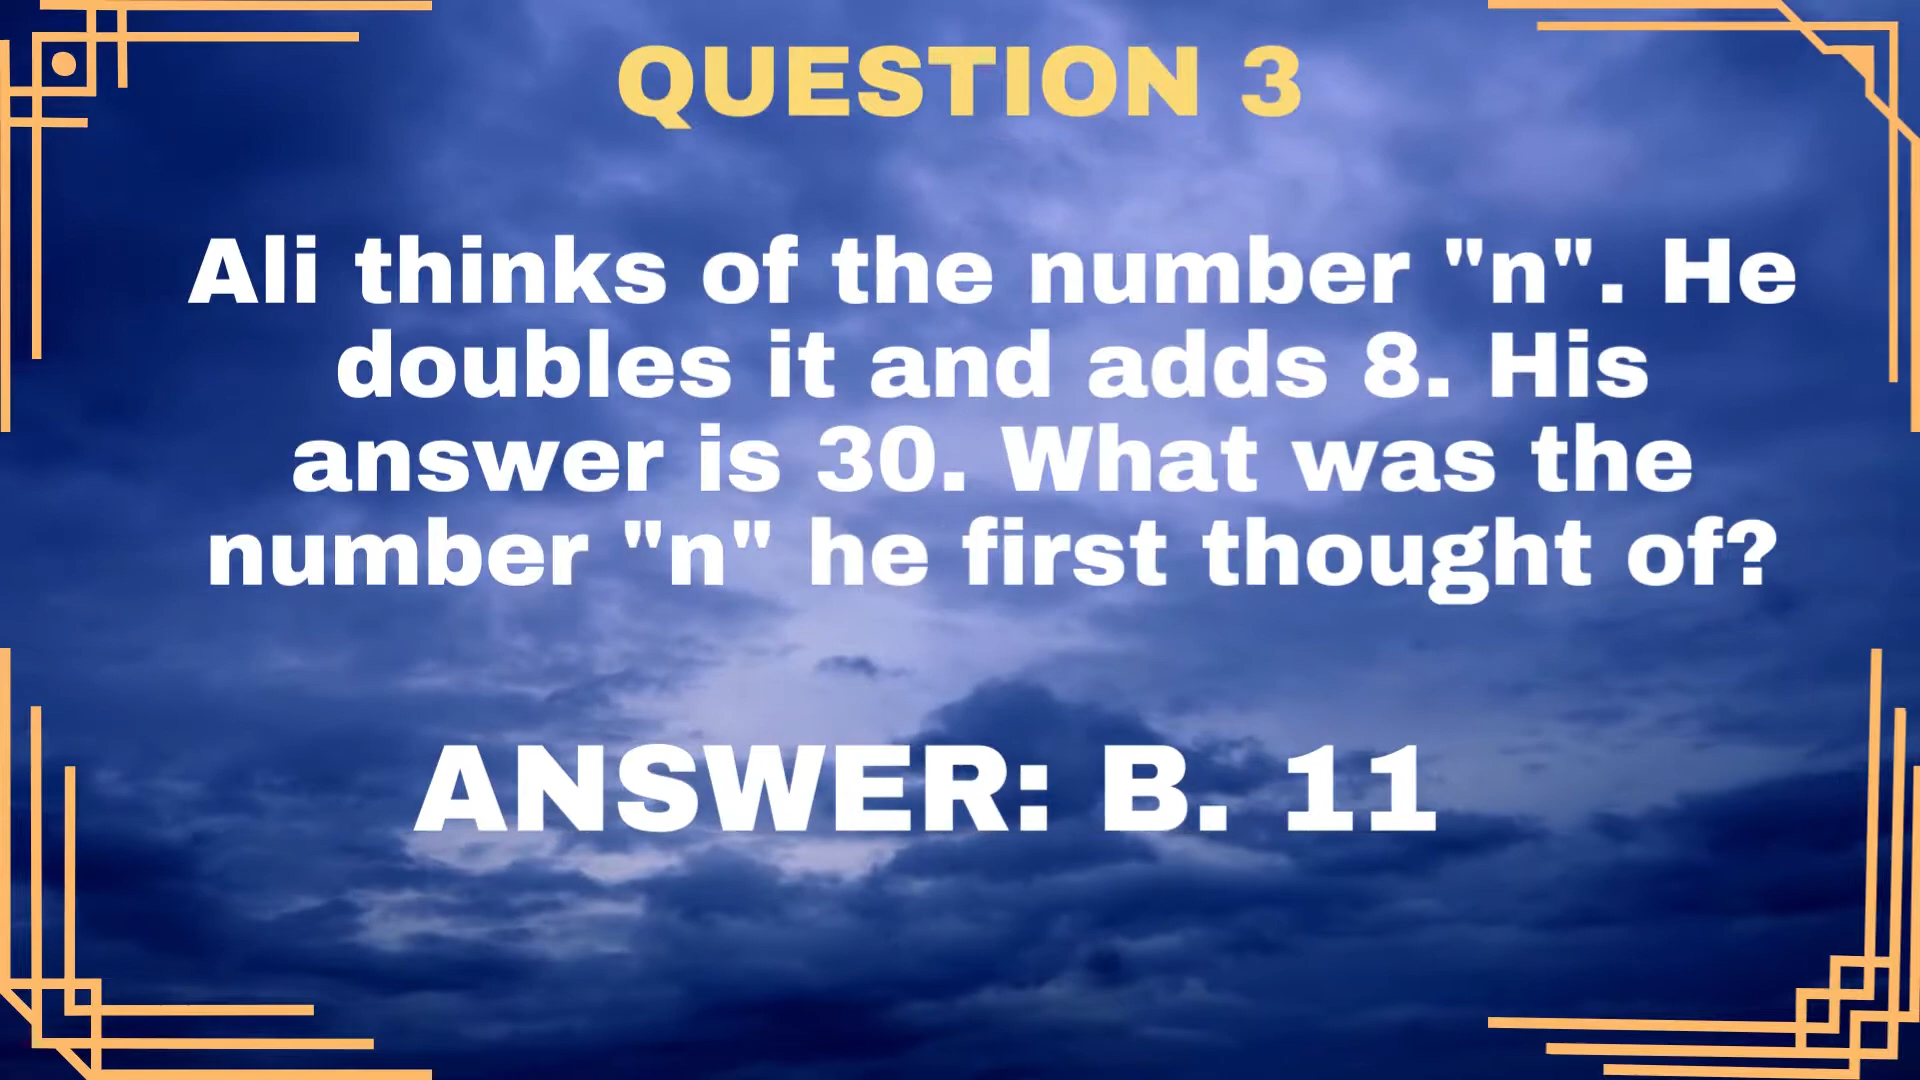 QUESTION 3
Ali thinks of the number "n". He
doubles it and adds 8. His
answer is 30. What was the
number "n" he first thought of?
ANSWER: B. 11